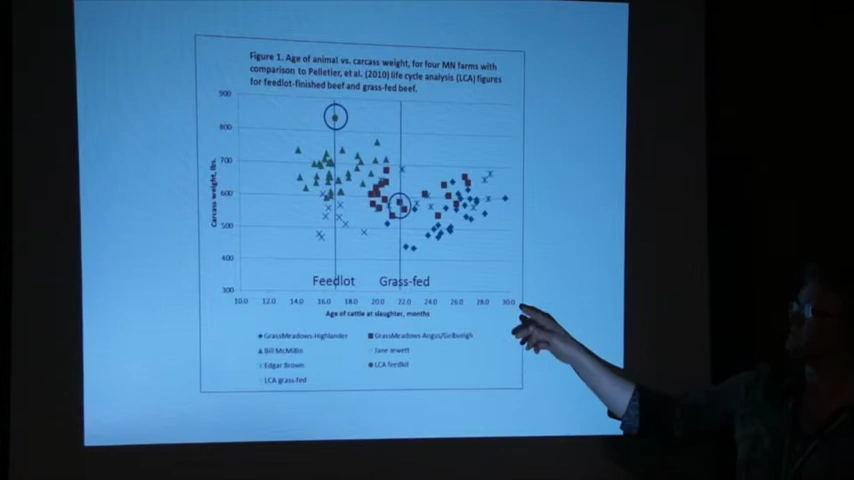 Figure 1. Age of animal vs. carcass weight, for four MN farms with
comparison to Pelletier, et al. (2010) life cycle analysis (LCA) figures
for feedlot-finished beef and grass-fed beef.
900
800
700
600
500
400
300
Carcass weight, lbs.
Feedlot Grass-fed
10.0 12.0 14.0 16.0 18.0 20.0 22.0 24.0 26.0 28.0 30.0
Age of cattle at slaughter, months
GrassMeadows-Highlander GrassMeadows-Angus/Gelbveigh
Bill McMillin Jane Jewett
Edgar Brown LCA feedlot
LCA grass-fed